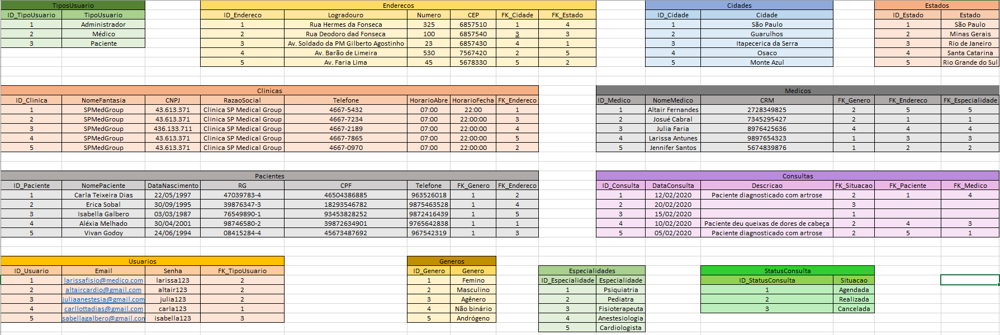 TiposUsuario
ID_TipoUsuario TipoUsuario
1 Administrador
2 Médico
3 Paciente
Enderecos
ID_Endereco Logradouro Numero CEP FK_Cidade FK_Estado
1 Rua Hermes da Fonseca 325 6857510 1 4
2 Rua Deodoro dad Fonseca 100 6857540 3 3
3 Av. Soldado da PM Gilberto Agostinho 23 6857430 4 1
4 Av. Barão de Limeira 530 7567420 2 5
5 Av. Faria Lima 45 5678330 5 2
Cidades
ID_Cidade Cidade
1 São Paulo
2 Guarulhos
3 Itapecerica da Serra
4 Osaco
5 Monte Azul
Estados
ID_Estado Estado
1 São Paulo
2 Minas Gerais
3 Rio de Janeiro
4 Santa Catarina
5 Rio Grande do Sul
Clinicas
ID_Clinica NomeFantasia CNPJ RazaoSocial Telefone HorarioAbre HorarioFecha FK_Endereco
1 SPMedGroup 43.613.371 Clinica SP Medical Group 4667-5432 07:00 22:00 1
2 SPMedGroup 43.613.371 Clinica SP Medical Group 4667-7234 07:00 22:00:00 3
3 SPMedGroup 436.133.711 Clinica SP Medical Group 4667-2189 07:00 22:00:00 4
4 SPMedGroup 43.613.371 Clinica SP Medical Group 4667-7865 07:00 22:00:00 5
5 SPMedGroup 43.613.371 Clinica SP Medical Group 4667-0970 07:00 22:00:00 2
Medicos
ID_Medico NomeMedico CRM FK_Genero FK_Endereco FK_Especialidade
1 Altair Fernandes 2728349825 2 5 5
2 Josué Cabral 7345295427 2 1 1
3 Julia Faria 8976425636 4 4 4
4 Larissa Antunes 9897654323 1 3 3
5 Jennifer Santos 5674839876 1 2 2
Pacientes
ID_Paciente NomePaciente DataNascimento RG CPF Telefone FK_Genero FK_Endereco
1 Carla Teixeira Dias 22/05/1997 47039783-4 46504386885 963526018 1 2
2 Erica Sobal 30/09/1995 39876347-3 18293546782 9875463528 1 4
3 Isabella Galbero 03/03/1987 76549890-1 93453828252 9872416439 1 5
4 Aléxia Melhado 30/04/2001 98746580-2 39872634901 9765642838 1 1
5 Vivan Godoy 24/06/1994 08415284-4 45673487692 967542319 1 3
Consultas
ID_Consulta DataConsulta Descricao FK_Situacao FK_Paciente FK_Medico
1 12/02/2020 Paciente diagnosticado com artrose 2 1 4
2 20/02/2020 3
3 15/02/2020 1
4 10/02/2020 Paciente deu queixas de dores de cabeça 2 4 3
5 05/02/2020 Paciente diagnosticado com artrose 2 5 1
Usuarios
ID_Usuario Email Senha FK_TipoUsuario
1 larissafisio@medico.com larissa123 2
2 altaircardio@gmail.com altair123 2
3 juliaanestesia@gmail.com julia123 2
4 carllottadias@gmail.com carla123 1
5 sabellagalbero@gmail.con isabella123 3
Generos
ID_Genero Genero
1 Femino
2 Masculino
3 Agênero
4 Não binário
5 Andrógeno
Especialidades
ID_Especialidade Especialidade
1 Psiquiatria
2 Pediatra
3 Fisioterapeuta
4 Anestesiologia
5 Cardiologista
StatusConsulta
ID_StatusConsulta Situacao
1 Agendada
2 Realizada
3 Cancelada